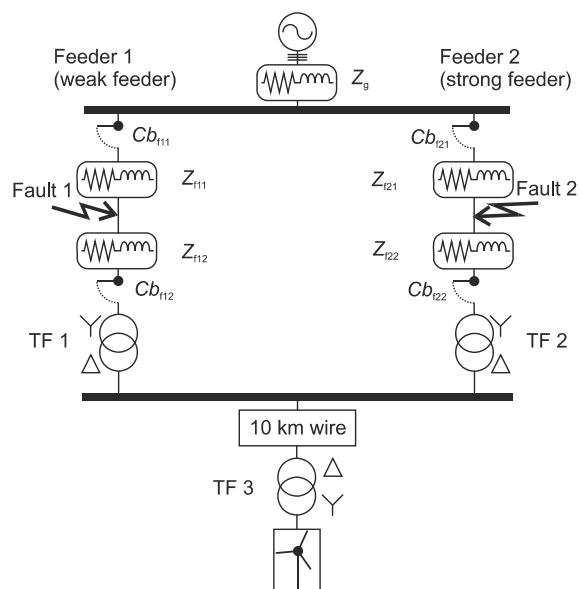 Feeder 1
(weak feeder)
Z_g
Feeder 2
(strong feeder)
Cb_f11
Cb_f21
Fault 1
Z_f11
Z_f21
Fault 2
Z_f12
Z_f22
Cb_f12
Cb_f22
TF 1
TF 2
10 km wire
TF 3